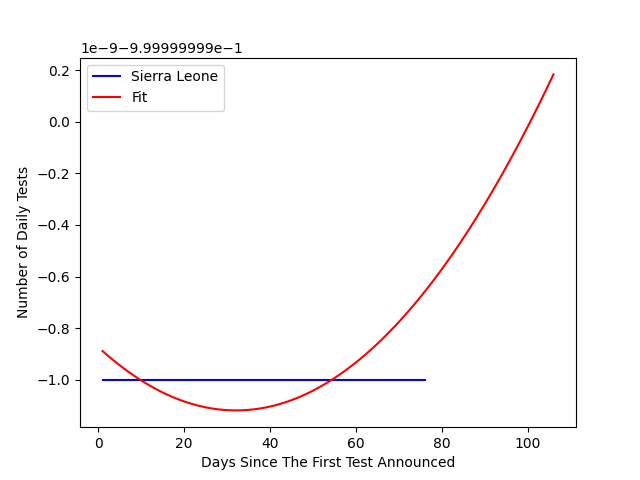 1e−9−9.99999999e−1
Sierra Leone
Fit
0.2
0.0
−0.2
−0.4
−0.6
−0.8
−1.0
Number of Daily Tests
0 20 40 60 80 100
Days Since The First Test Announced